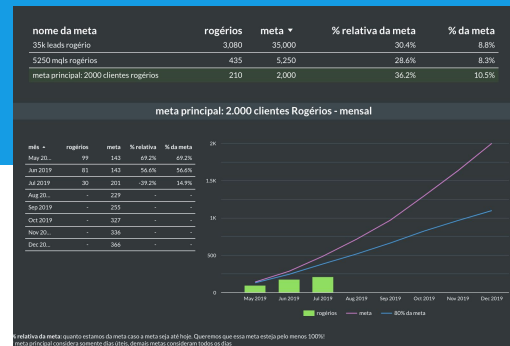 nome da meta rogérios meta % relativa da meta % da meta
35k leads rogério 3,080 35,000 30.4% 8.8%
5250 mqls rogérios 435 5,250 28.6% 8.3%
meta principal: 2000 clientes rogérios 210 2,000 36.2% 10.5%
meta principal: 2.000 clientes Rogérios - mensal
mês rogérios meta % relativa % da meta
May 20... 99 143 69.2% 69.2%
Jun 2019 81 143 56.6% 56.6%
Jul 2019 30 201 -39.2% 14.9%
Aug 20... - 229 - -
Sep 2019 - 255 - -
Oct 2019 - 327 - -
Nov 20... - 336 - -
Dec 20... - 366 - -
2K
1.5K
1K
500
0
May 2019 Jun 2019 Jul 2019 Aug 2019 Sep 2019 Oct 2019 Nov 2019 Dec 2019
rogérios meta 80% da meta
% relativa da meta: quanto estamos da meta caso a meta seja até hoje. Queremos que essa meta esteja pelo menos 100%!
meta principal considera somente dias úteis, demais metas consideram todos os dias